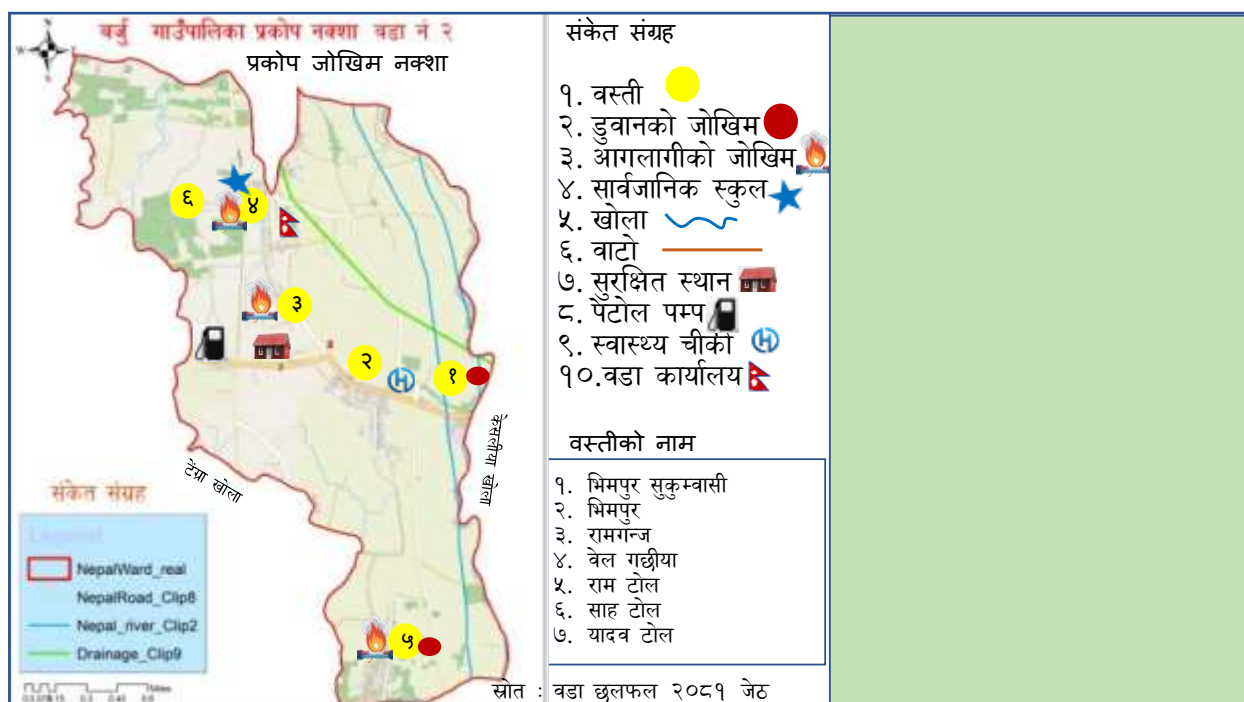 बर्जु गाउँपालिका प्रकोप नक्शा वडा नं २
प्रकोप जोखिम नक्शा
N
W
S
६
४
३
२
१
५
टेंग्रा खोला
केसलीया खोला
संकेत संग्रह
Legend
NepalWard_real
NepalRoad_Clip8
Nepal_river_Clip2
Drainage_Clip9
Miles
संकेत संग्रह
१. वस्ती
२. डुवानको जोखिम
३. आगलागीको जोखिम
४. सार्वजानिक स्कुल
५. खोला
६. वाटो
७. सुरक्षित स्थान
८. पेटोल पम्प
९. स्वास्थ्य चौकी
१०.वडा कार्यालय
वस्तीको नाम
१. भिमपुर सुकुम्वासी
२. भिमपुर
३. रामगन्ज
४. वेल गछीया
५. राम टोल
६. साह टोल
७. यादव टोल
स्रोत : वडा छलफल २०८१ जेठ